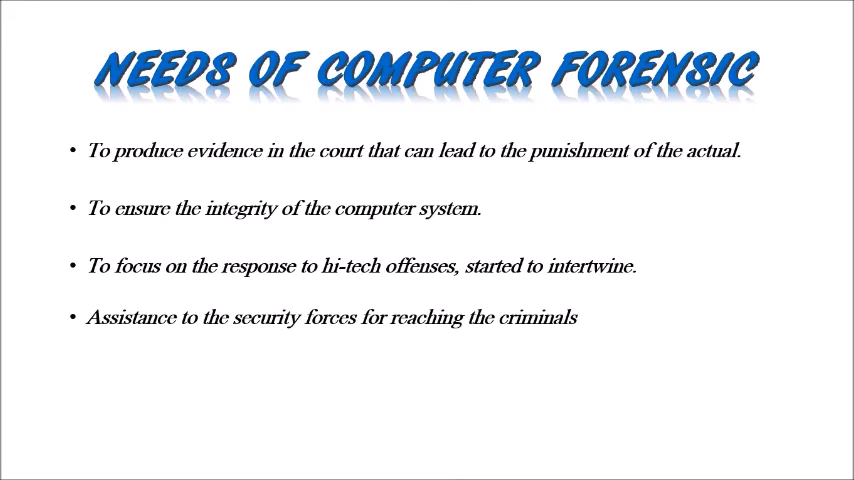 NEEDS OF COMPUTER FORENSIC
• To produce evidence in the court that can lead to the punishment of the actual.
• To ensure the integrity of the computer system.
• To focus on the response to hi-tech offenses, started to intertwine.
• Assistance to the security forces for reaching the criminals